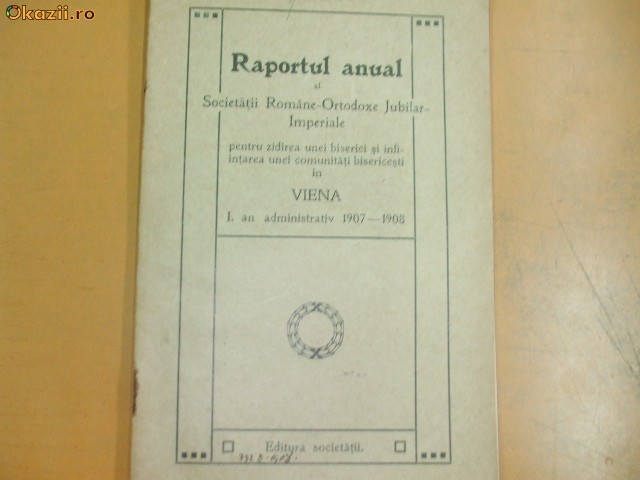 Okazii.ro
Raportul anual
al
Societății Române-Ortodoxe Jubilar-
Imperiale
pentru zidirea unei biserici și înfi-
ințarea unei comunități bisericești
in
VIENA
I. an administrativ 1907—1908
Editura societății.